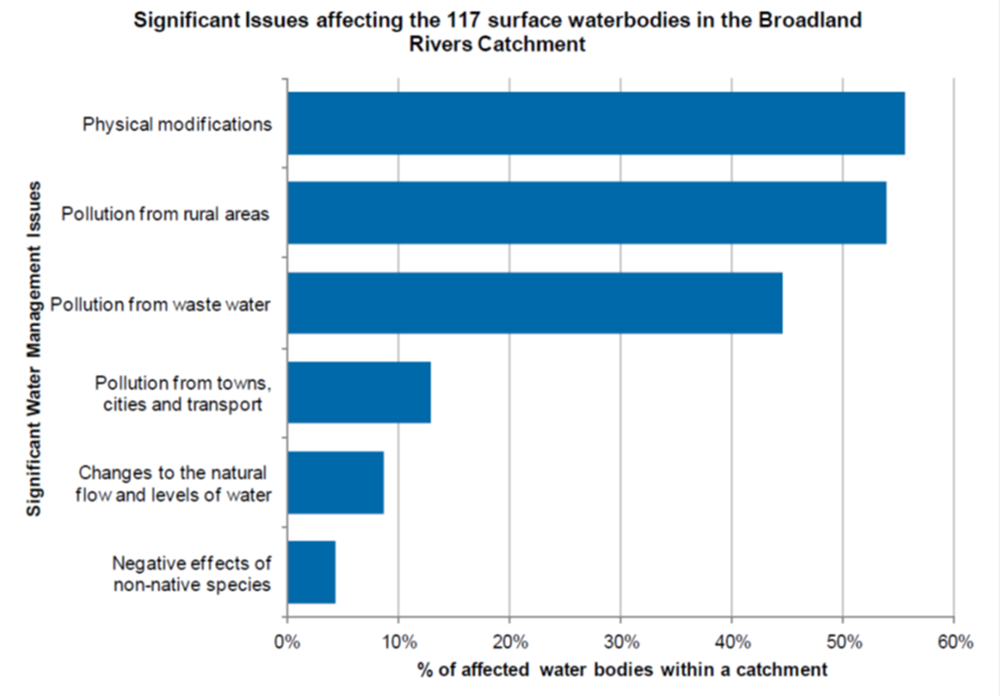 Significant Issues affecting the 117 surface waterbodies in the Broadland
Rivers Catchment
Significant Water Management Issues
Physical modifications
Pollution from rural areas
Pollution from waste water
Pollution from towns,
cities and transport
Changes to the natural
flow and levels of water
Negative effects of
non-native species
0% 10% 20% 30% 40% 50% 60%
% of affected water bodies within a catchment